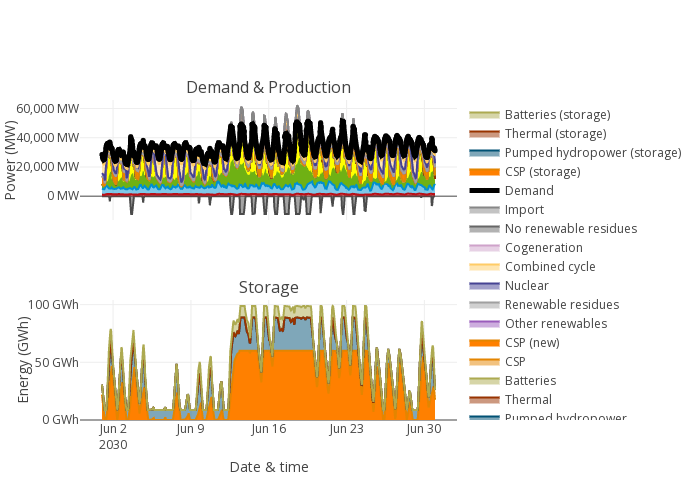 Demand & Production
Power (MW)
60,000 MW
40,000 MW
20,000 MW
0 MW
Storage
Energy (GWh)
100 GWh
50 GWh
0 GWh
Jun 2
2030
Jun 9
Jun 16
Jun 23
Jun 30
Date & time
Batteries (storage)
Thermal (storage)
Pumped hydropower (storage)
CSP (storage)
Demand
Import
No renewable residues
Cogeneration
Combined cycle
Nuclear
Renewable residues
Other renewables
CSP (new)
CSP
Batteries
Thermal
Pumped hydropower